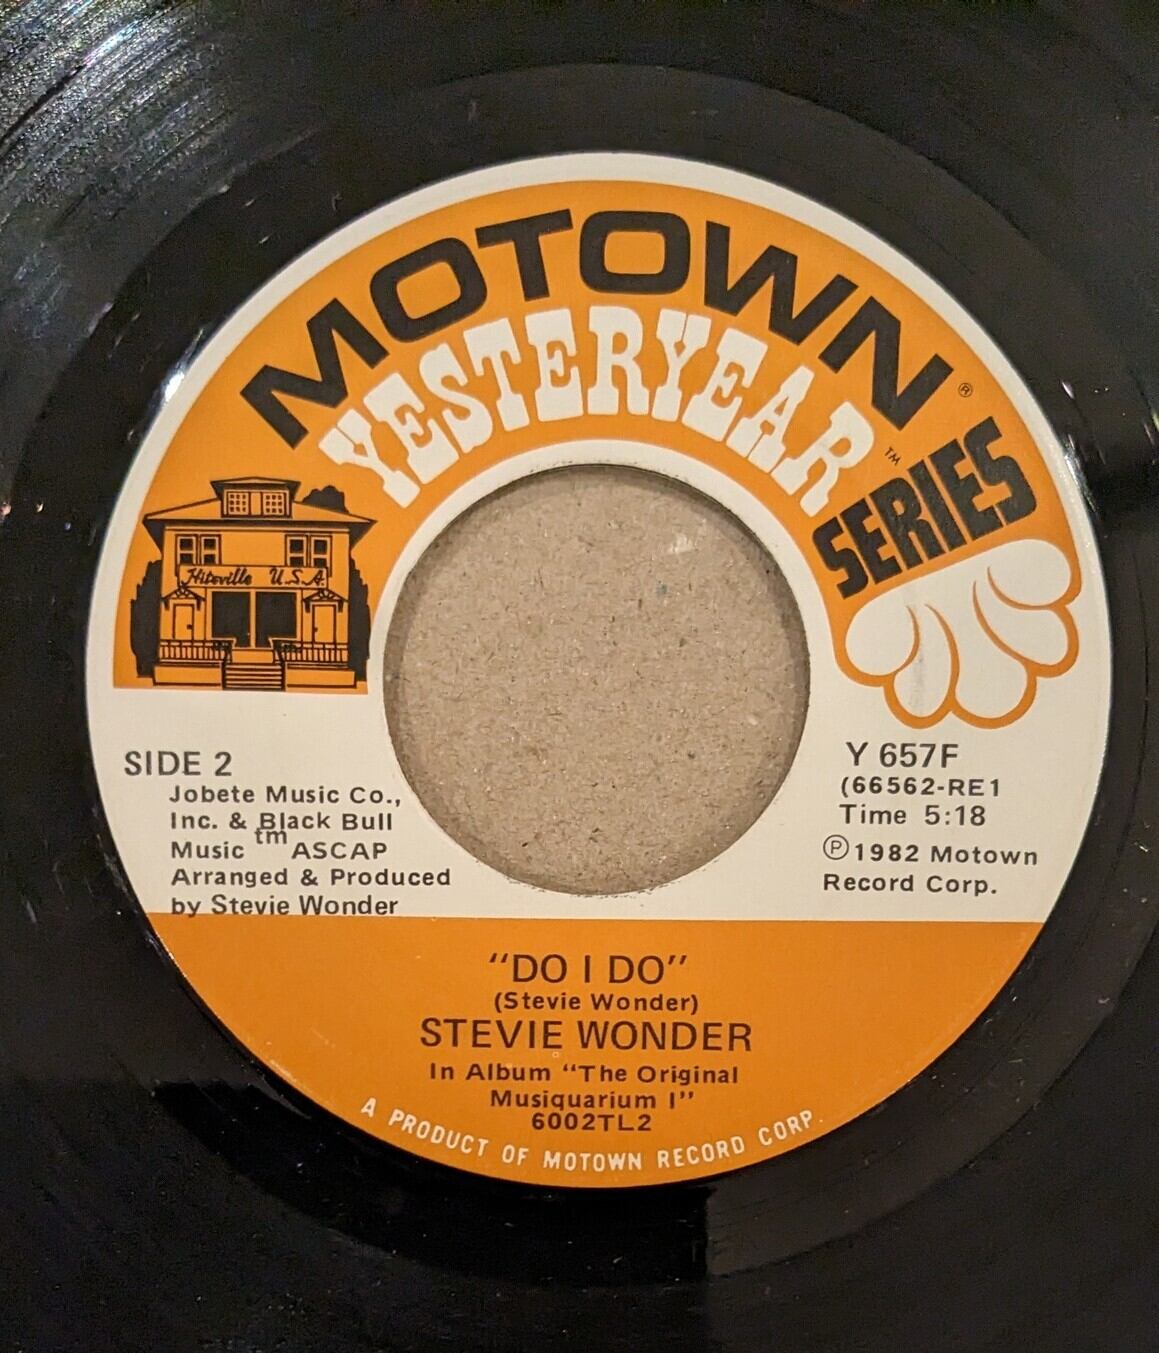 MOTOWN®
YESTERYEAR™
SERIES
Hitsville U.S.A.
SIDE 2
Jobete Music Co.,
Inc. & Black Bull
Music tm ASCAP
Arranged & Produced
by Stevie Wonder
Y 657F
(66562-RE1
Time 5:18
Ⓟ1982 Motown
Record Corp.
"DO I DO"
(Stevie Wonder)
STEVIE WONDER
In Album "The Original
Musiquarium I"
6002TL2
A PRODUCT OF MOTOWN RECORD CORP.